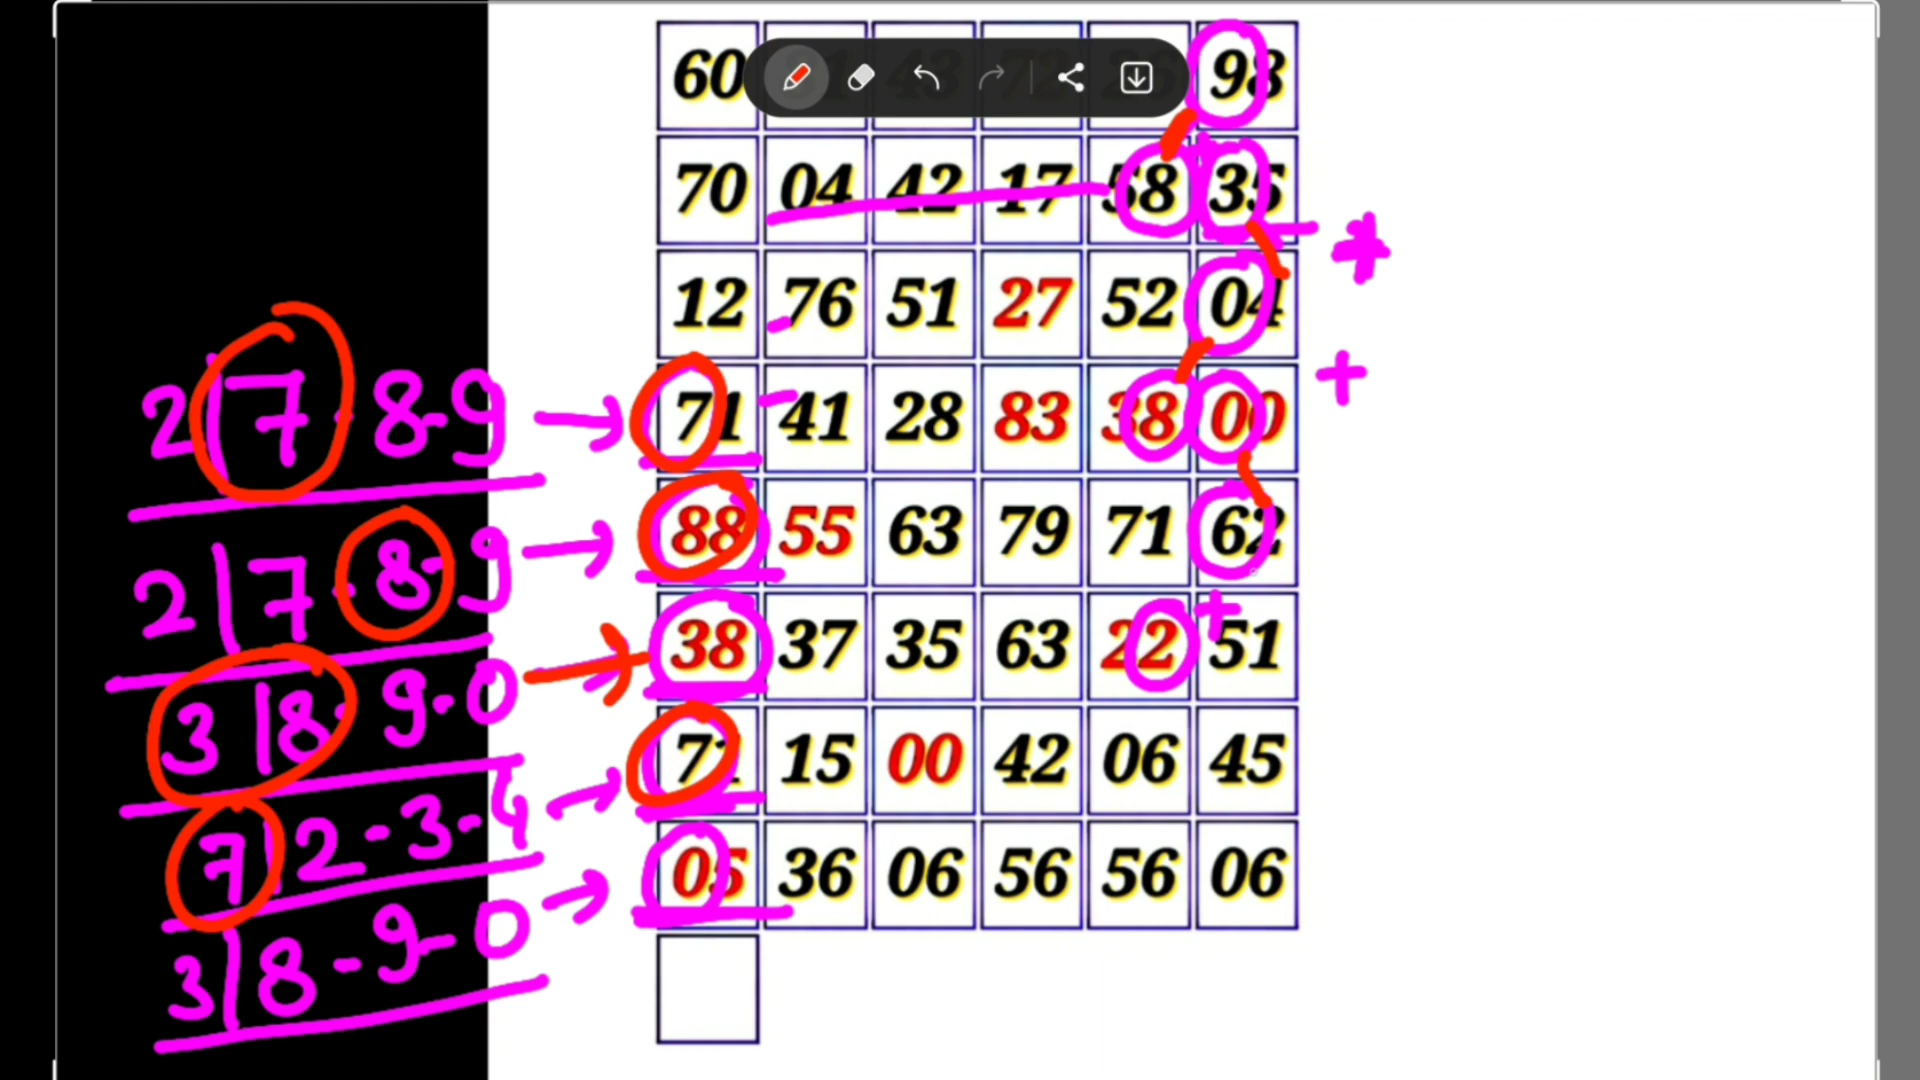 60 98
70 04 42 17 58 35
12 76 51 27 52 04
2 | 7 . 8 - 9 → 71 41 28 83 38 00
2 | 7 . 8 - 9 → 88 55 63 79 71 62
3 | 8 . 9 - 0 → 38 37 35 63 22 51
7 | 2 - 3 - 4 → 71 15 00 42 06 45
3 | 8 - 9 - 0 → 05 36 06 56 56 06